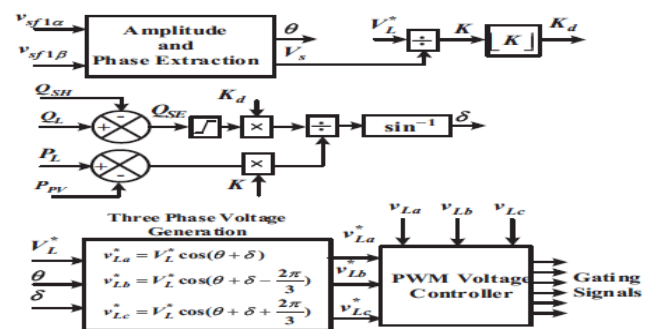 v_sf1α
v_sf1β
Amplitude
and
Phase Extraction
θ
V_s
V_L^*
÷
K
⌊K⌋
K_d
Q_SH
Q_L
+
-
Q_SE
K_d
×
÷
sin⁻¹
δ
P_L
+
-
P_PV
×
K
Three Phase Voltage
Generation
V_L^*
θ
δ
v_La^* = V_L^* cos(θ + δ)
v_Lb^* = V_L^* cos(θ + δ - 2π/3)
v_Lc^* = V_L^* cos(θ + δ + 2π/3)
v_La^*
v_Lb^*
v_Lc^*
v_La v_Lb v_Lc
PWM Voltage
Controller
Gating
Signals